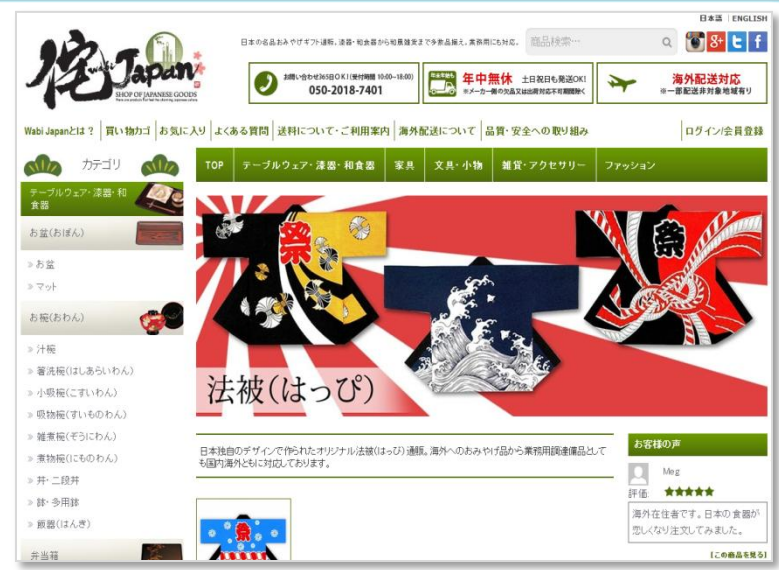 日本語 | ENGLISH
侘 wabi Japan
SHOP OF JAPANESE GOODS
日本の名品おみやげギフト通販。漆器・和食器から和風雑貨まで多数品揃え。業務用にも対応。
商品検索…
お問い合わせ365日OK！(受付時間 10:00-18:00)
050-2018-7401
年末年始も
年中無休 土日祝日も発送OK!
※メーカー側の欠品又は出荷対応不可期間除く
海外配送対応
※一部配送非対象地域有り
Wabi Japanとは？ 買い物カゴ お気に入り よくある質問 送料について・ご利用案内 海外配送について 品質・安全への取り組み ログイン/会員登録
カテゴリ
TOP テーブルウェア・漆器・和食器 家具 文具・小物 雑貨・アクセサリー ファッション
テーブルウェア・漆器・和食器
お盆(おぼん)
» お盆
» マット
お椀(おわん)
» 汁椀
» 箸洗椀(はしあらいわん)
» 小吸椀(こすいわん)
» 吸物椀(すいものわん)
» 雑煮椀(ぞうにわん)
» 煮物椀(にものわん)
» 丼・二段丼
» 鉢・多用鉢
» 飯器(はんき)
弁当箱
祭
祭
法被(はっぴ)
日本独自のデザインで作られたオリジナル法被(はっぴ)通販。海外へのおみやげ品から業務用調達備品としても国内海外ともに対応しております。
祭
お客様の声
Meg
評価: ★★★★★
海外在住者です。日本の食器が
恋しくなり注文してみました。
[この商品を見る]